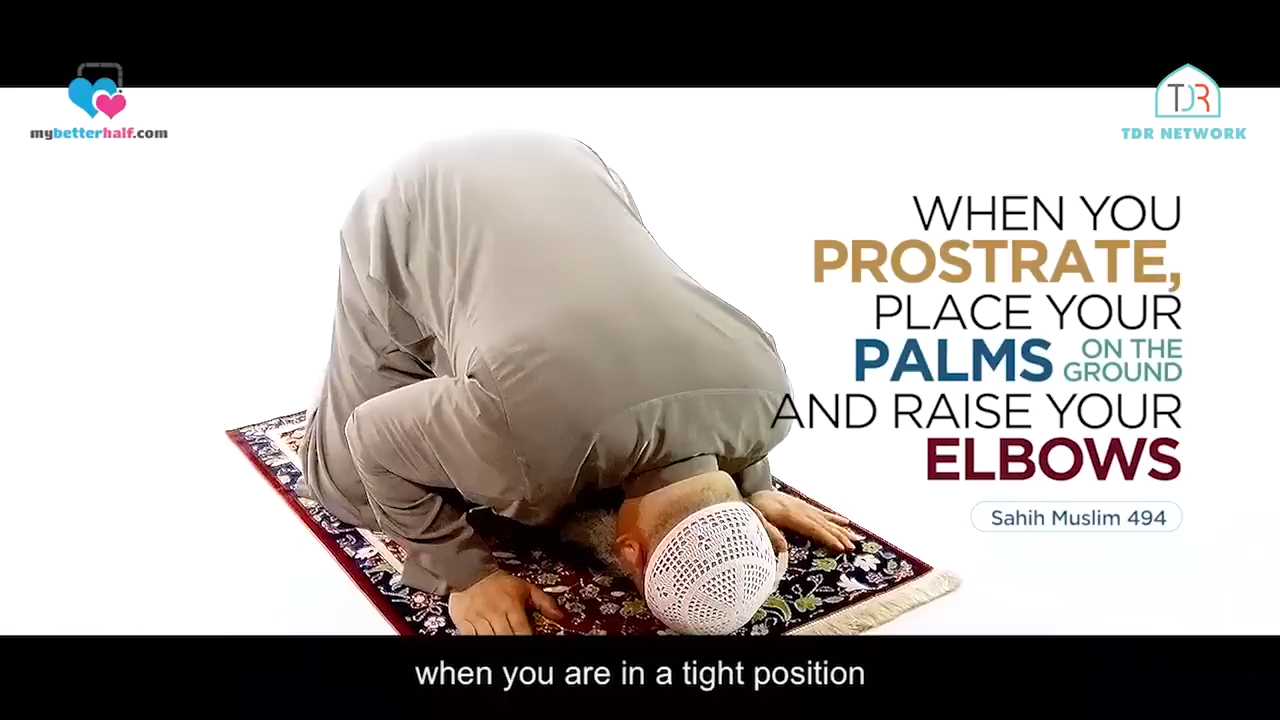 mybetterhalf.com
TDR
TDR NETWORK
WHEN YOU
PROSTRATE,
PLACE YOUR
PALMS ON THE GROUND
AND RAISE YOUR
ELBOWS
Sahih Muslim 494
when you are in a tight position